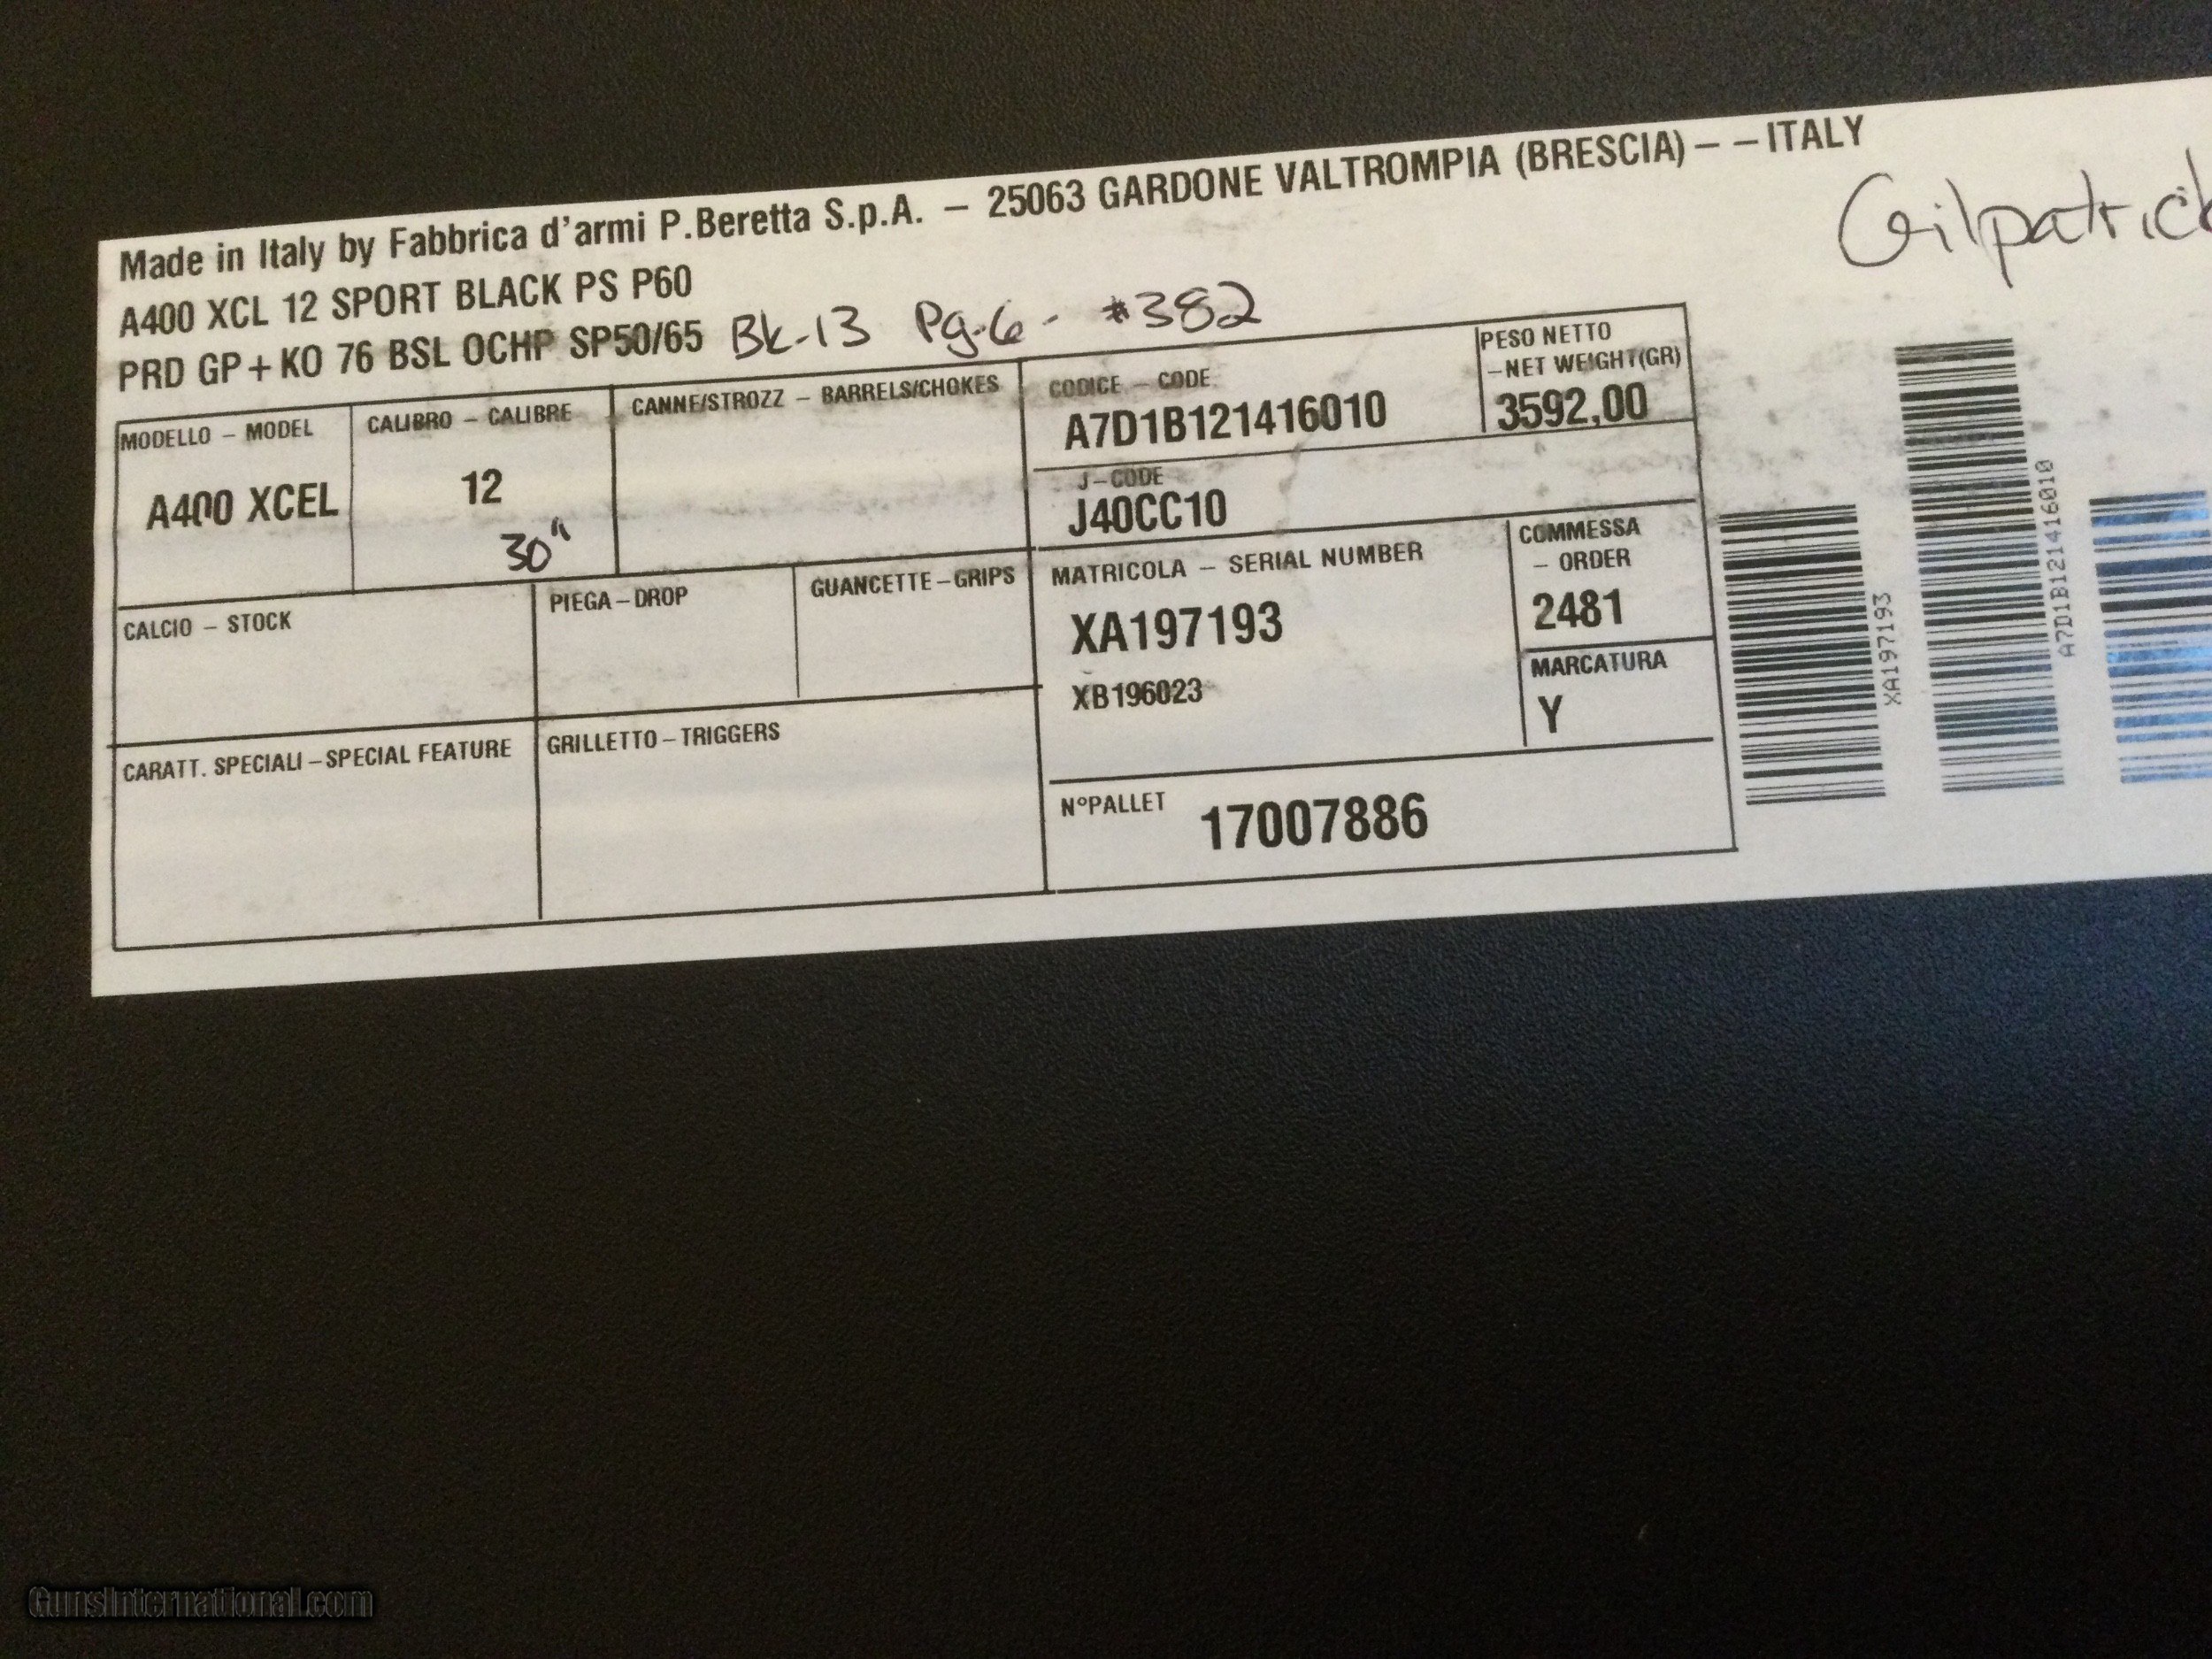 Made in Italy by Fabbrica d'armi P.Beretta S.p.A. – 25063 GARDONE VALTROMPIA (BRESCIA) – – ITALY
Gilpatrick
A400 XCL 12 SPORT BLACK PS P60
PRD GP+KO 76 BSL OCHP SP50/65 Bk-13 Pg-6- #382
MODELLO – MODEL
A400 XCEL
CALIBRO – CALIBRE
12
30"
CANNE/STROZZ – BARRELS/CHOKES
CODICE – CODE
A7D1B121416010
PESO NETTO
–NET WEIGHT(GR)
3592,00
J–CODE
J40CC10
CALCIO – STOCK
PIEGA–DROP
GUANCETTE–GRIPS
MATRICOLA – SERIAL NUMBER
XA197193
XB196023
COMMESSA
– ORDER
2481
MARCATURA
Y
CARATT. SPECIALI–SPECIAL FEATURE
GRILLETTO–TRIGGERS
N°PALLET 17007886
XA197193
A7D1B121416010
GunsInternational.com